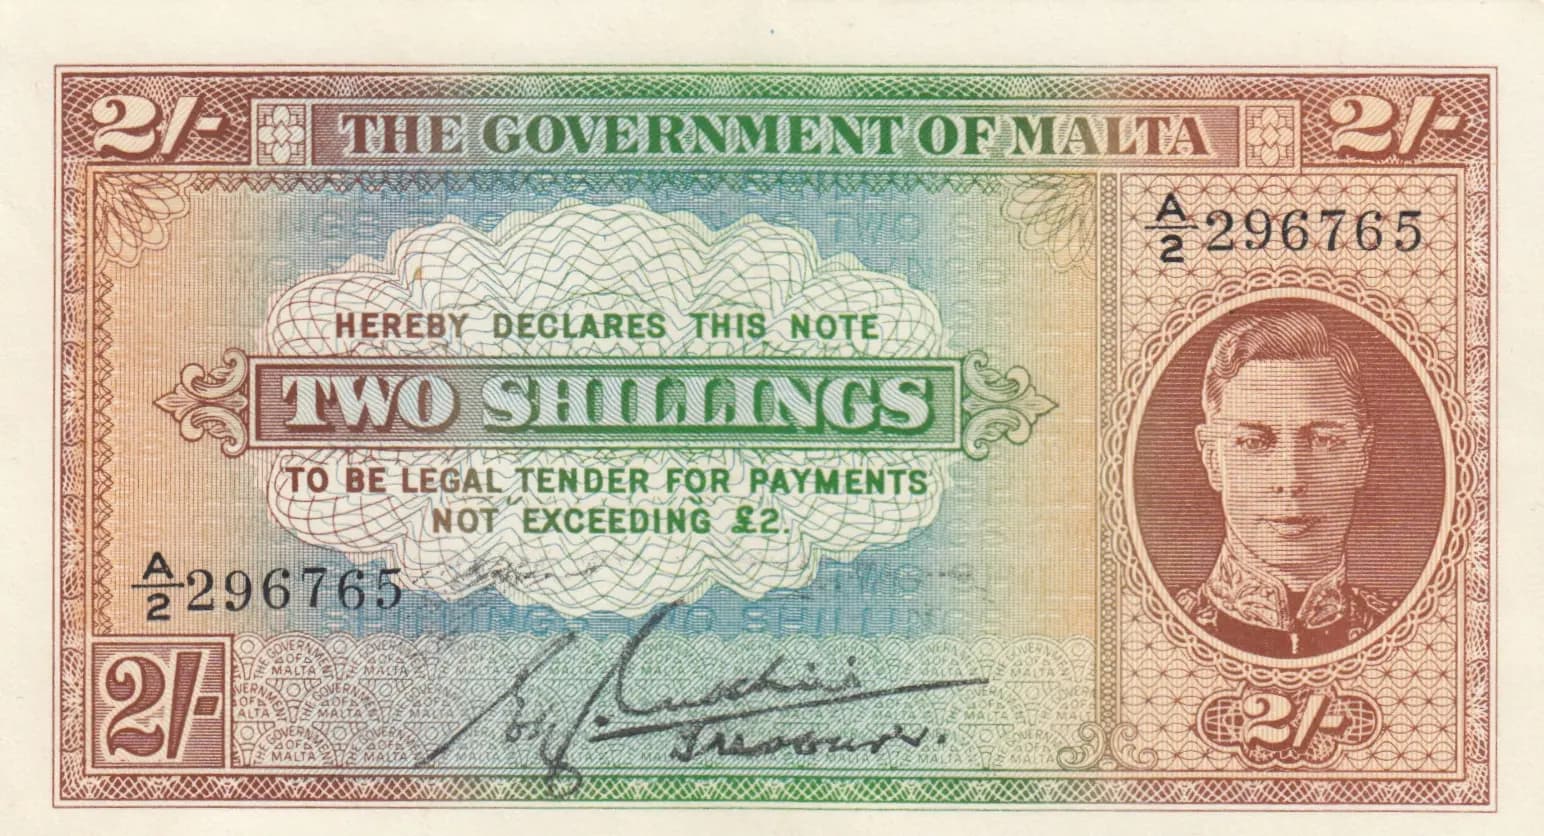 2/- THE GOVERNMENT OF MALTA 2/-
A/2 296765
HEREBY DECLARES THIS NOTE
TWO SHILLINGS
TO BE LEGAL TENDER FOR PAYMENTS
NOT EXCEEDING £2.
A/2 296765
2/-
Treasurer.
2/-